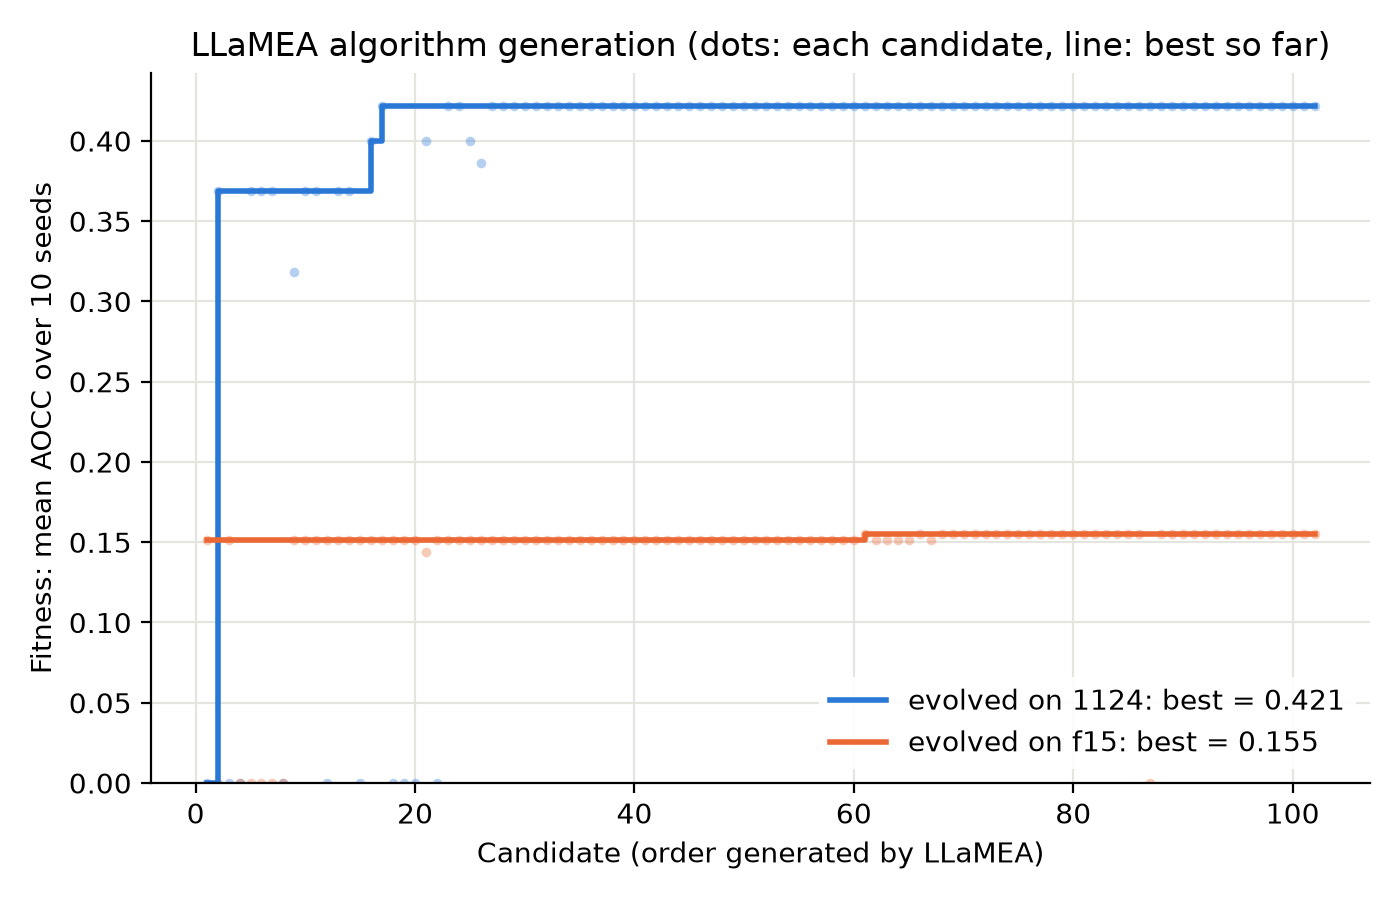 LLaMEA algorithm generation (dots: each candidate, line: best so far)
Fitness: mean AOCC over 10 seeds
0.40
0.35
0.30
0.25
0.20
0.15
0.10
0.05
0.00
evolved on 1124: best = 0.421
evolved on f15: best = 0.155
0 20 40 60 80 100
Candidate (order generated by LLaMEA)